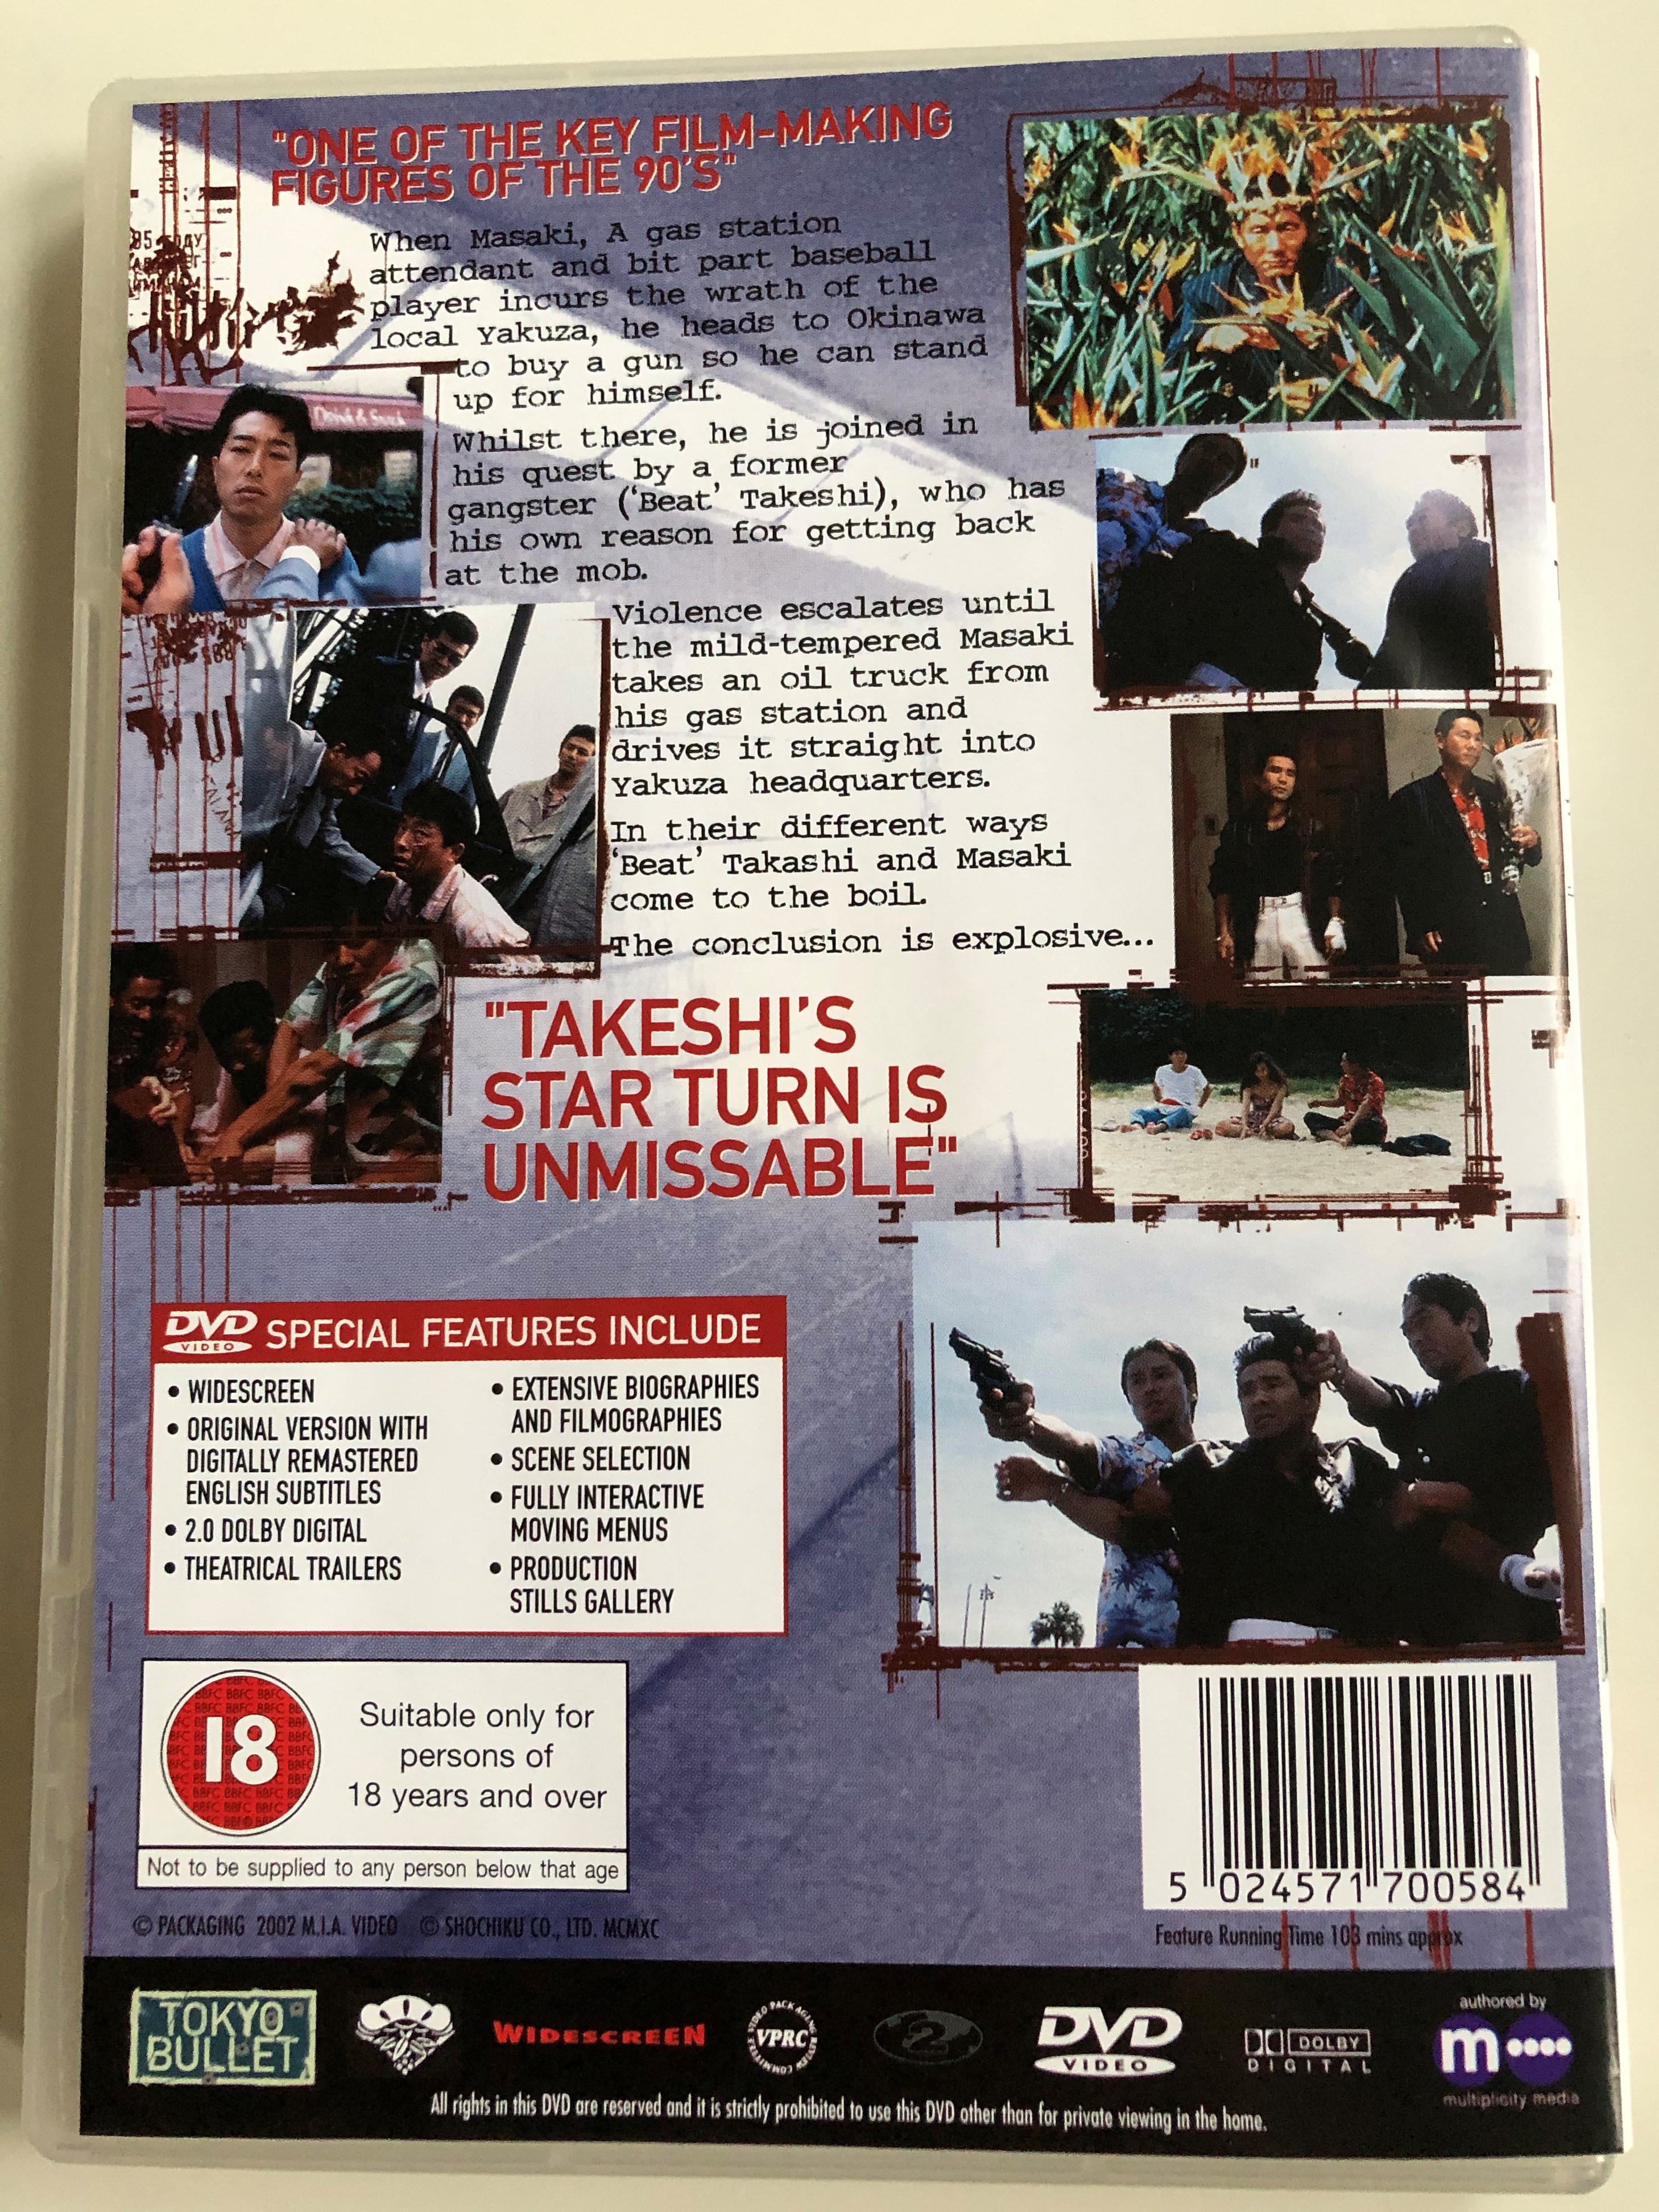 "ONE OF THE KEY FILM-MAKING
FIGURES OF THE 90'S"
When Masaki, A gas station
attendant and bit part baseball
player incurs the wrath of the
local Yakuza, he heads to Okinawa
to buy a gun so he can stand
up for himself.
Whilst there, he is joined in
his quest by a former
gangster ('Beat' Takeshi), who has
his own reason for getting back
at the mob.
Violence escalates until
the mild-tempered Masaki
takes an oil truck from
his gas station and
drives it straight into
Yakuza headquarters.
In their different ways
'Beat' Takashi and Masaki
come to the boil.
The conclusion is explosive...
"TAKESHI'S
STAR TURN IS
UNMISSABLE"
DVD VIDEO SPECIAL FEATURES INCLUDE
• WIDESCREEN
• ORIGINAL VERSION WITH
DIGITALLY REMASTERED
ENGLISH SUBTITLES
• 2.0 DOLBY DIGITAL
• THEATRICAL TRAILERS
• EXTENSIVE BIOGRAPHIES
AND FILMOGRAPHIES
• SCENE SELECTION
• FULLY INTERACTIVE
MOVING MENUS
• PRODUCTION
STILLS GALLERY
18
Suitable only for
persons of
18 years and over
Not to be supplied to any person below that age
5 024571 700584
© PACKAGING 2002 M.I.A. VIDEO © SHOCHIKU CO., LTD. MCMXC
Feature Running Time 103 mins approx
TOKYO
BULLET
WIDESCREEN
VIDEO PACKAGING REVIEW COMMITTEE
VPRC
2
DVD
VIDEO
DOLBY
DIGITAL
authored by
m
multiplicity media
All rights in this DVD are reserved and it is strictly prohibited to use this DVD other than for private viewing in the home.